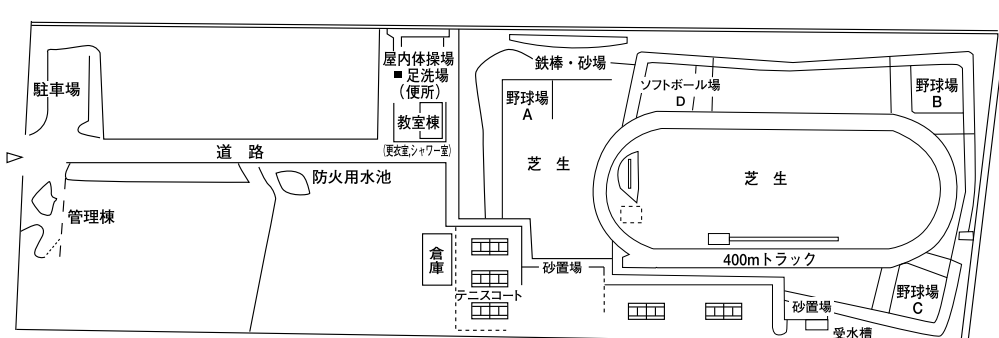 屋内体操場
■足洗場
(便所)
鉄棒・砂場
駐車場
ソフトボール場
D
野球場
A
野球場
B
教室棟
(更衣室,シャワー室)
道 路
芝 生
芝 生
防火用水池
管理棟
倉庫
砂置場
400mトラック
テニスコート
野球場
C
砂置場
受水槽